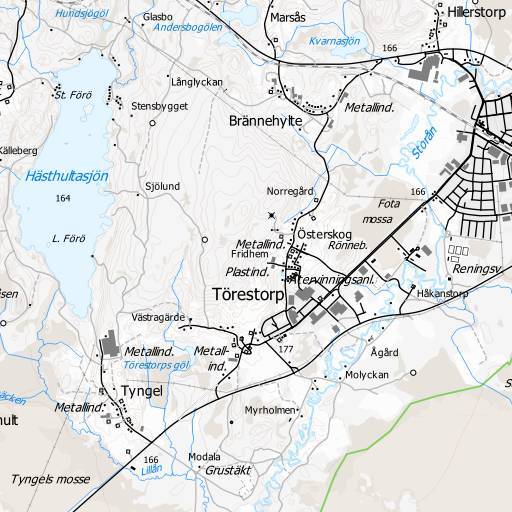 Hundsjögöl
Glasbo
Andersbogölen
Marsås
Hillerstorp
Kvarnasjön
166
Långlyckan
St. Förö
Stensbygget
Metallind.
Brännehylte
Storån
Källeberg
Hästhultasjön
164
Sjölund
Norregård
166
Fota
mossa
L. Förö
Österskog
Metallind.
Rönneb.
Fridhem
Plastind.
Återvinningsanl.
Reningsv.
Törestorp
Håkanstorp
Västragärde
Metallind.
Metall-
ind.
177
Ågård
Törestorps göl
Molyckan
Tyngel
Metallind.
Myrholmen
Modala
166
Lillån
Grustäkt
Tyngels mosse